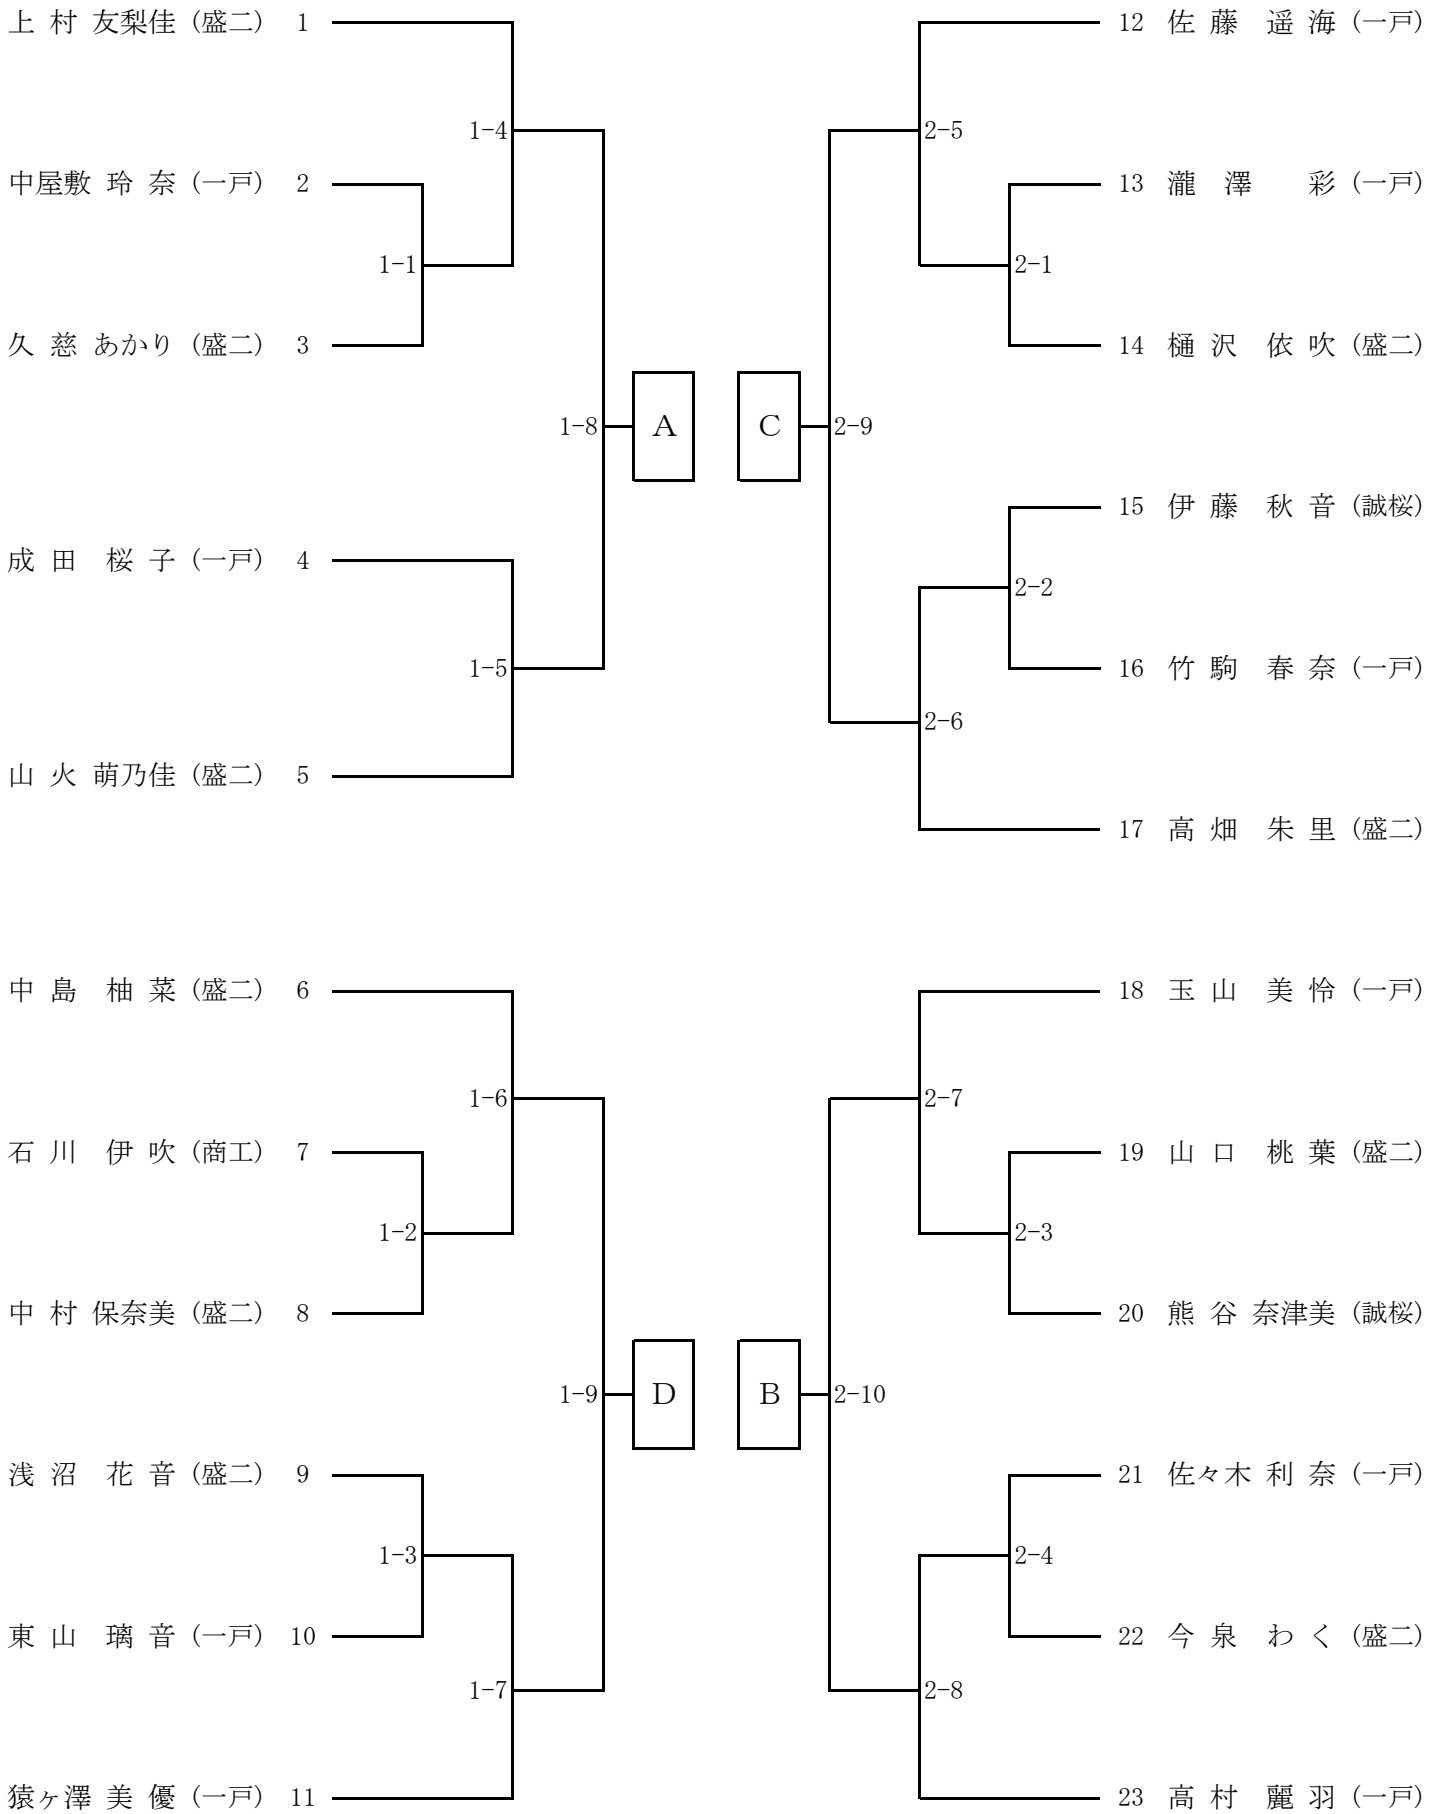 上 村 友梨佳 (盛二) 1
1-4
中屋敷 玲 奈 (一戸) 2
1-1
久 慈 あかり (盛二) 3
1-8 A
成 田 桜 子 (一戸) 4
1-5
山 火 萌乃佳 (盛二) 5
中 島 柚 菜 (盛二) 6
1-6
石 川 伊 吹 (商工) 7
1-2
中 村 保奈美 (盛二) 8
1-9 D
浅 沼 花 音 (盛二) 9
1-3
東 山 璃 音 (一戸) 10
1-7
猿ヶ澤 美 優 (一戸) 11
12 佐 藤 遥 海 (一戸)
2-5
13 瀧 澤 彩 (一戸)
2-1
14 樋 沢 依 吹 (盛二)
C 2-9
15 伊 藤 秋 音 (誠桜)
2-2
16 竹 駒 春 奈 (一戸)
2-6
17 高 畑 朱 里 (盛二)
18 玉 山 美 怜 (一戸)
2-7
19 山 口 桃 葉 (盛二)
2-3
20 熊 谷 奈津美 (誠桜)
B 2-10
21 佐々木 利 奈 (一戸)
2-4
22 今 泉 わ く (盛二)
2-8
23 高 村 麗 羽 (一戸)